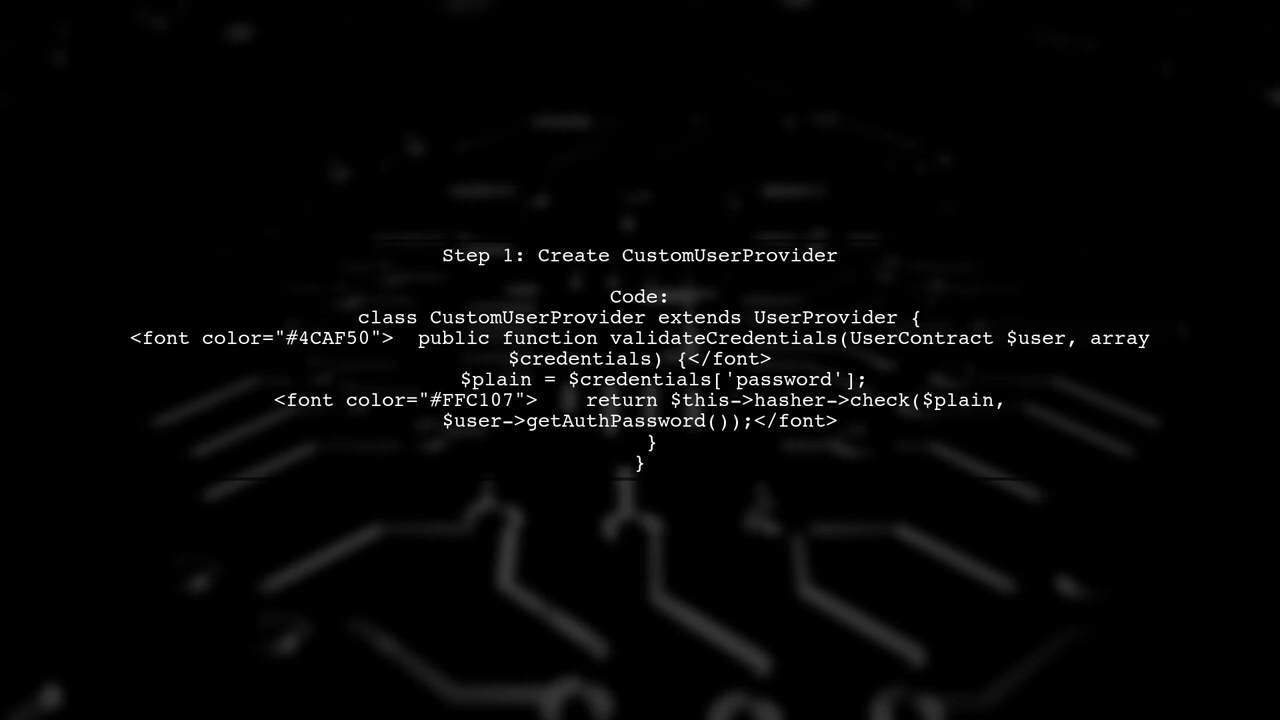 Step 1: Create CustomUserProvider
Code:
class CustomUserProvider extends UserProvider {
<font color="#4CAF50">  public function validateCredentials(UserContract $user, array
$credentials) {</font>
    $plain = $credentials['password'];
<font color="#FFC107">    return $this->hasher->check($plain,
$user->getAuthPassword());</font>
  }
}